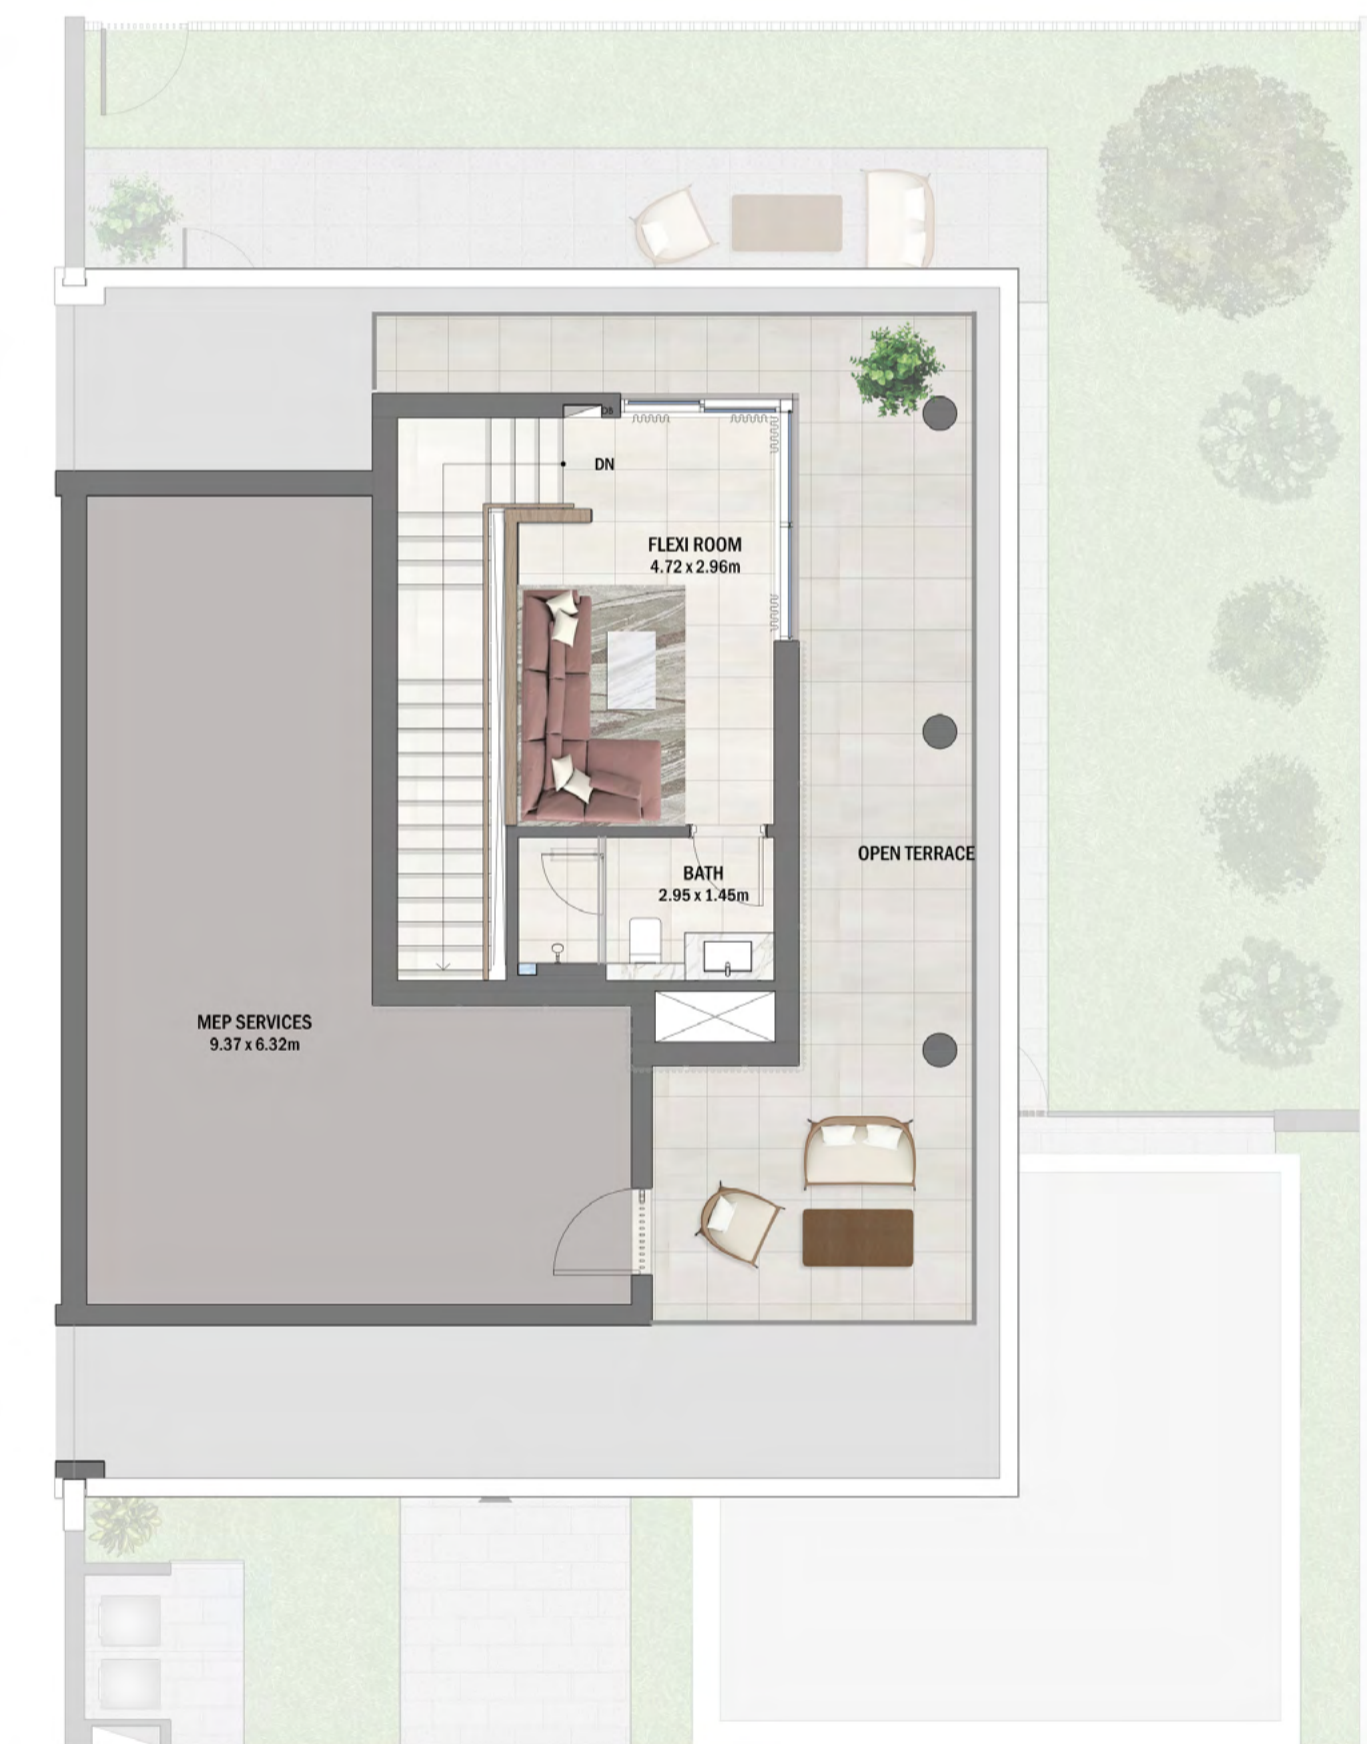 DB
DN
FLEXI ROOM
4.72 x 2.96m
OPEN TERRACE
BATH
2.95 x 1.45m
MEP SERVICES
9.37 x 6.32m